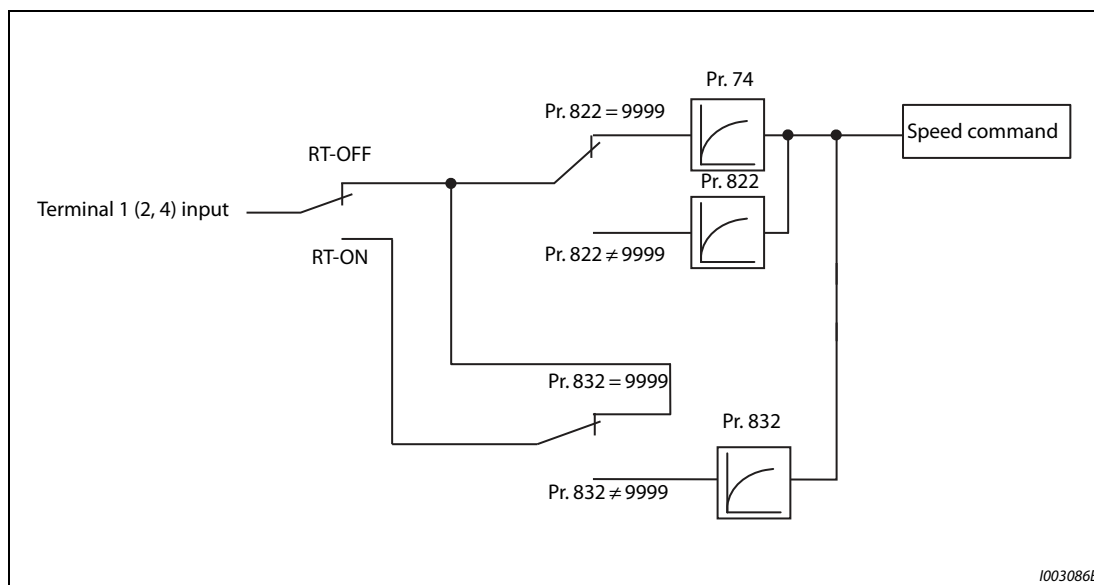 Pr. 74
Pr. 822 = 9999
Speed command
RT-OFF
Pr. 822
Terminal 1 (2, 4) input
Pr. 822 ≠ 9999
RT-ON
Pr. 832 = 9999
Pr. 832
Pr. 832 ≠ 9999